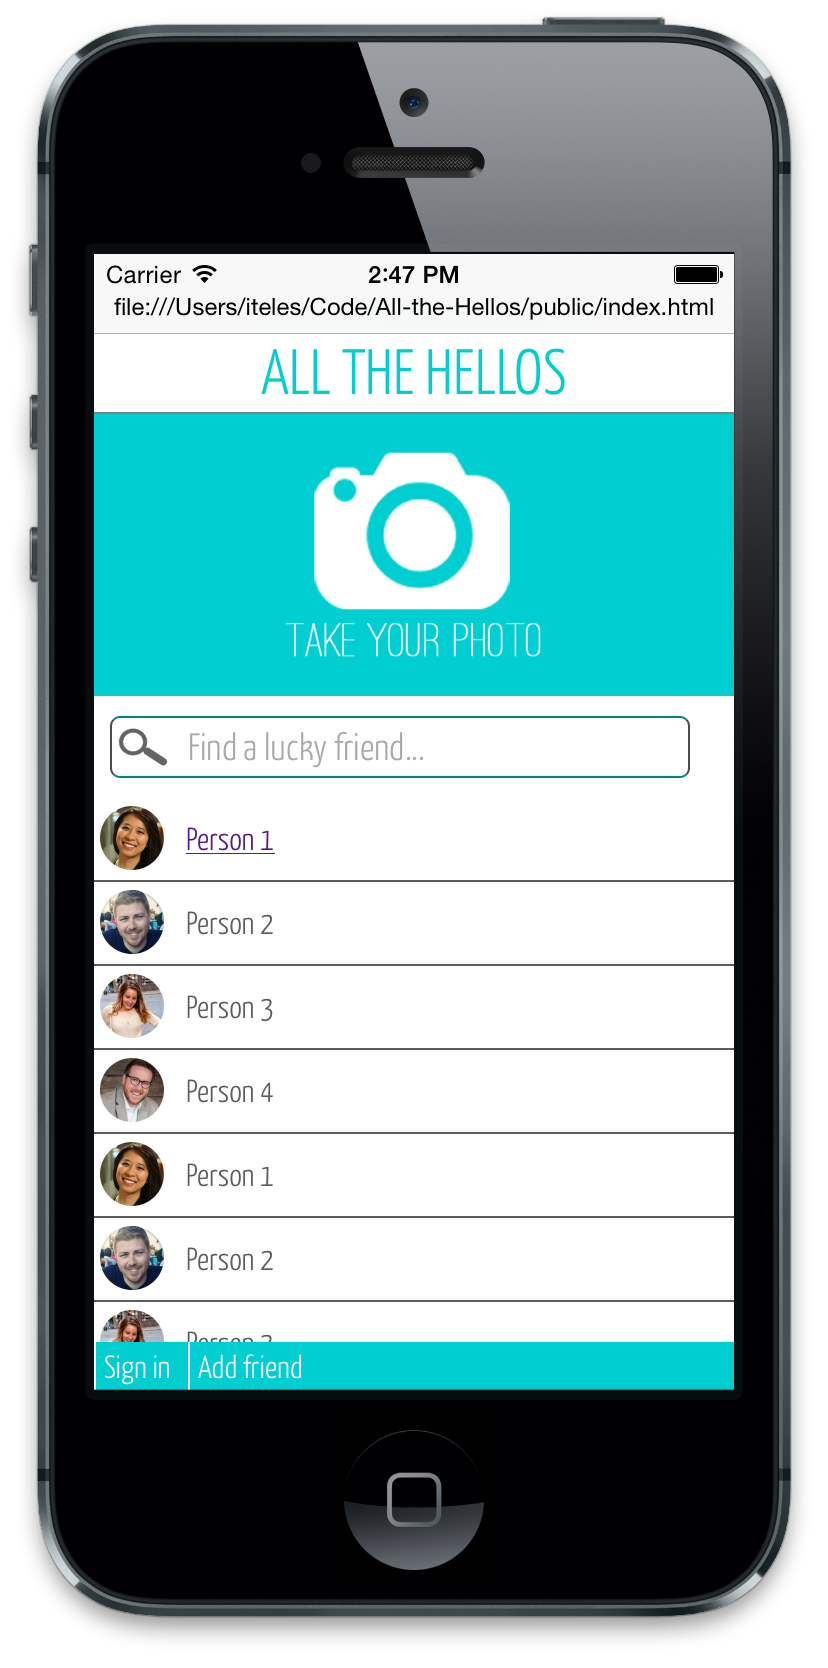 Carrier 2:47 PM
file:///Users/iteles/Code/All-the-Hellos/public/index.html
ALL THE HELLOS
TAKE YOUR PHOTO
Find a lucky friend...
Person 1
Person 2
Person 3
Person 4
Person 1
Person 2
Person 3
Sign in Add friend